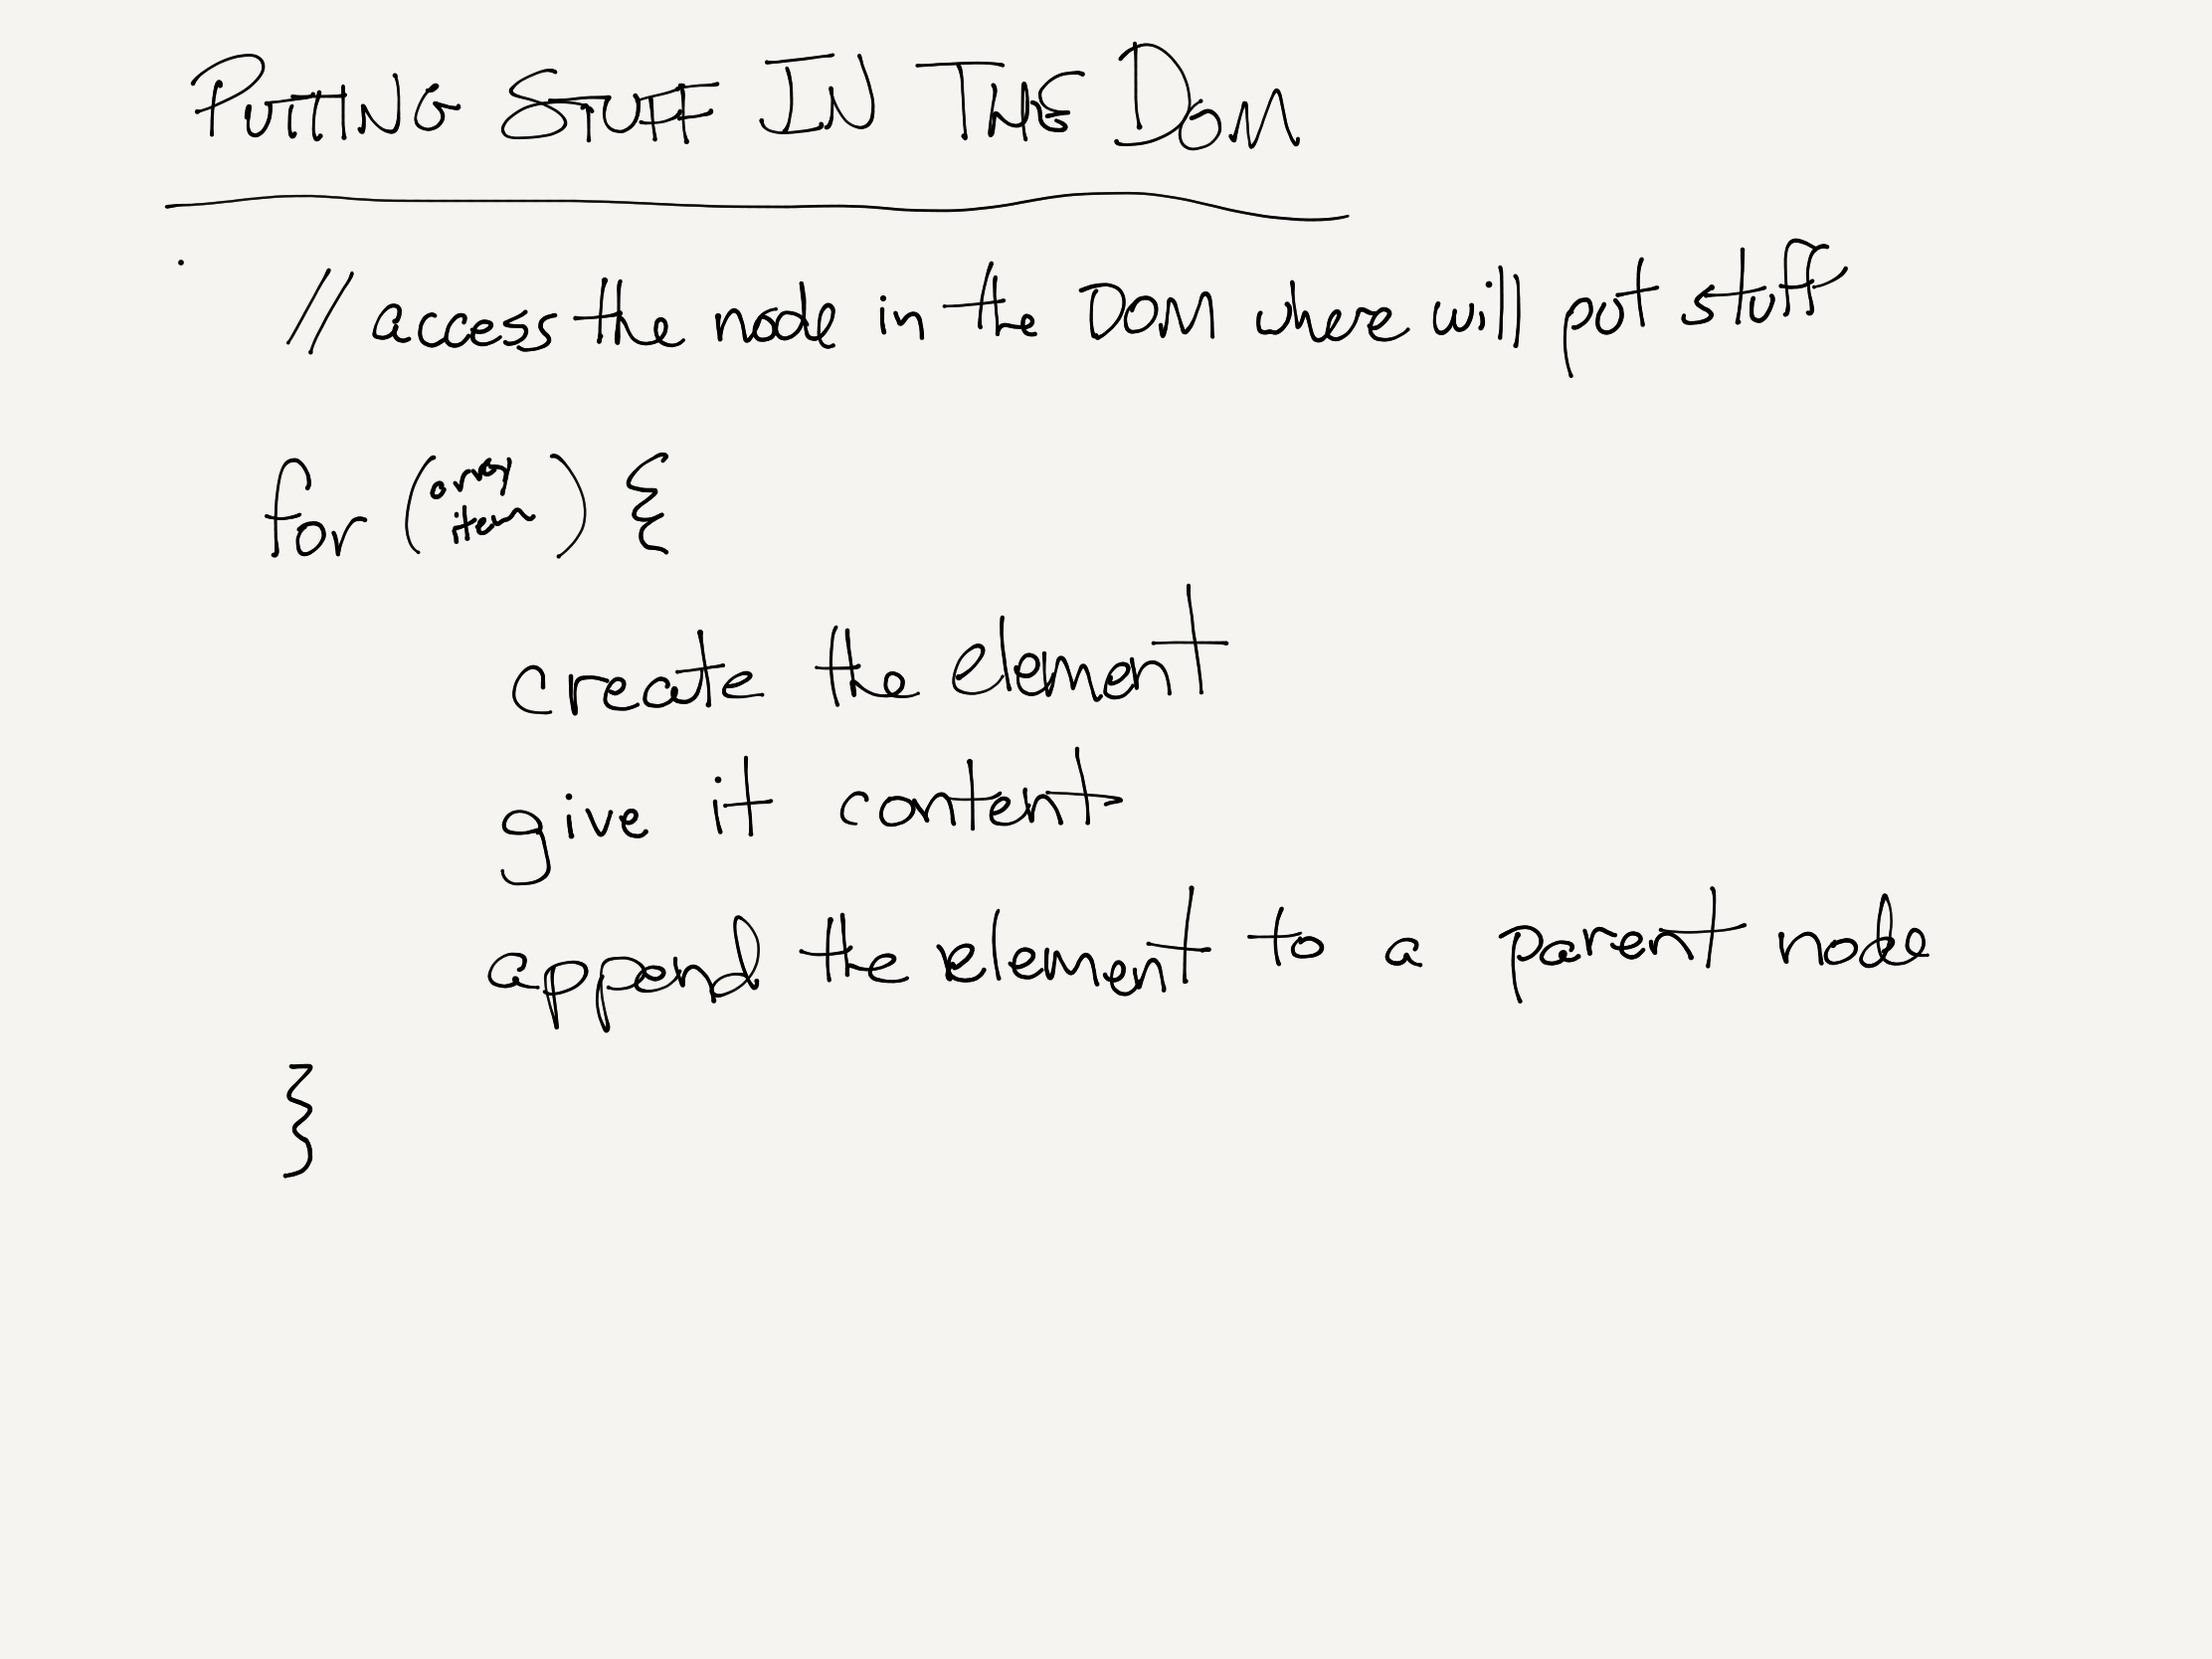 PUTTING STUFF IN THE DOM
// access the node in the DOM where will put stuff
for (array item) {
create the element
give it content
append the element to a parent node
}